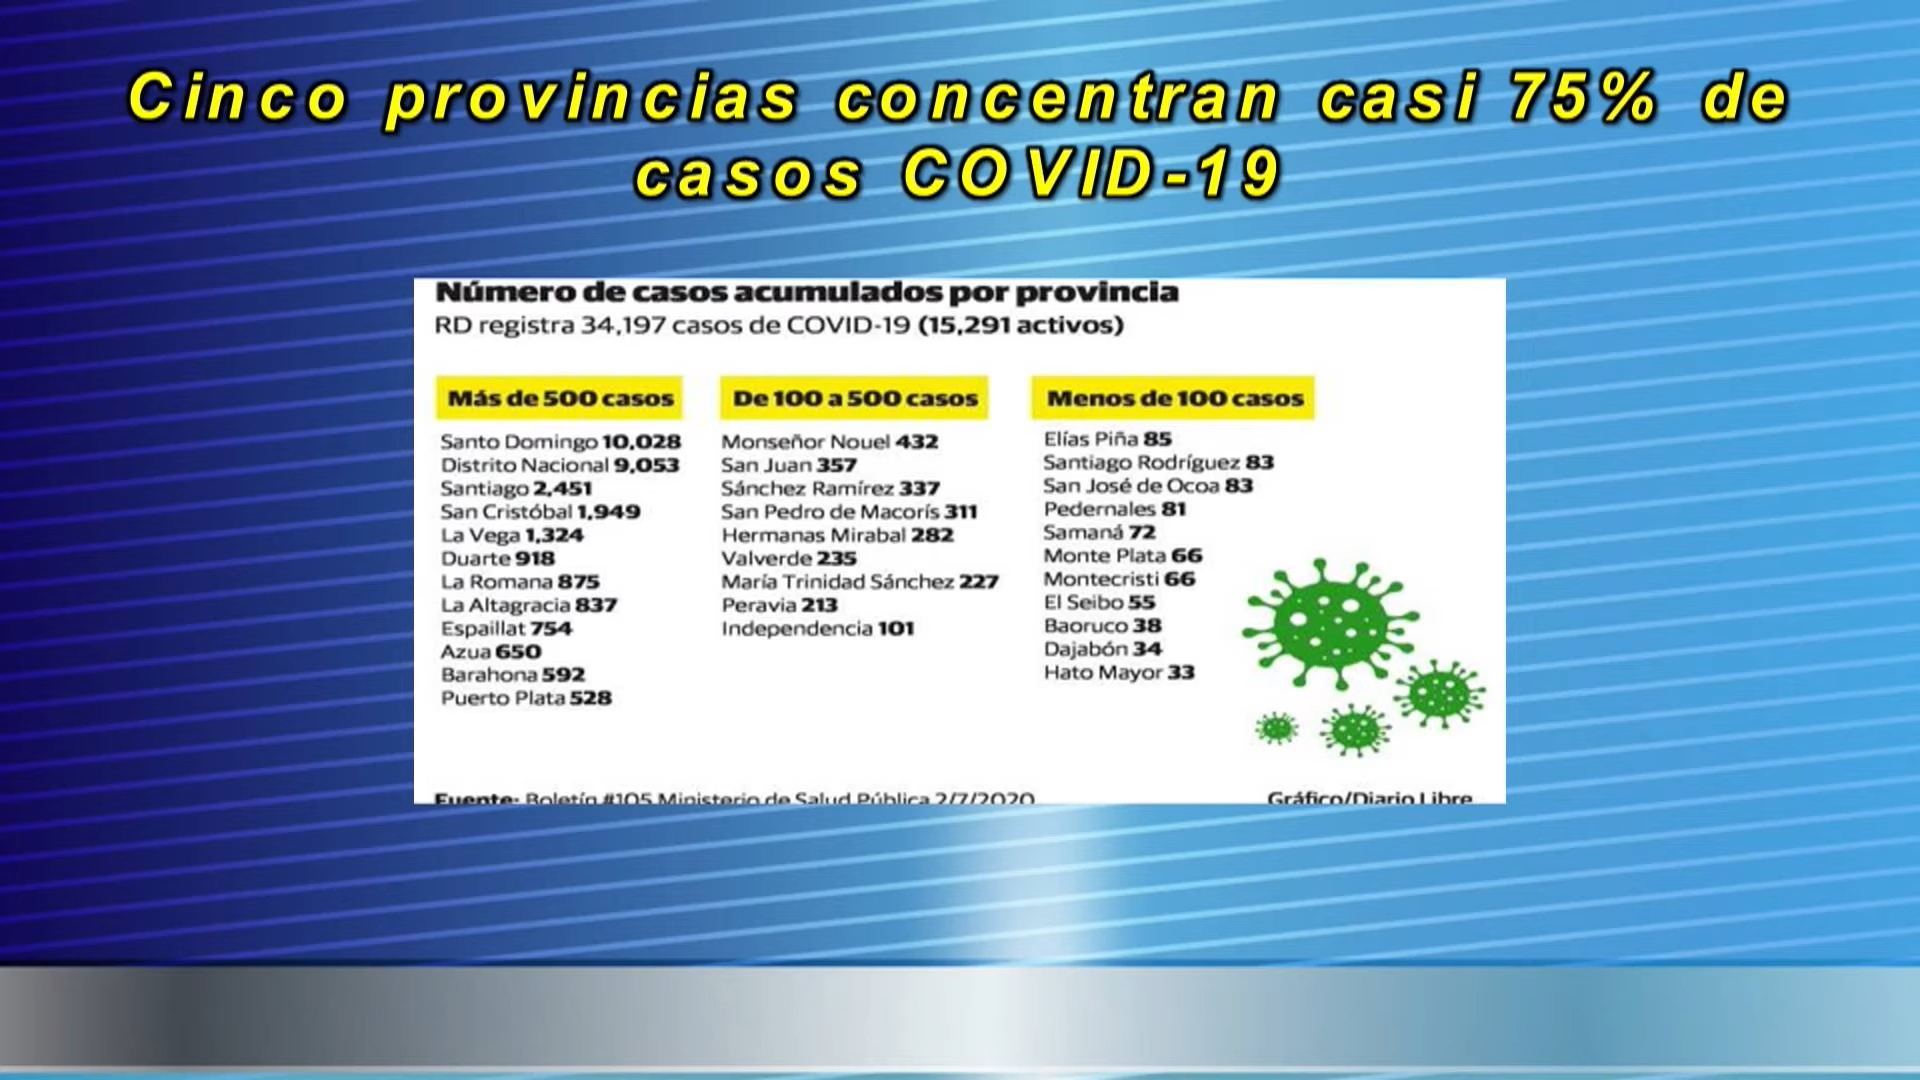 Cinco provincias concentran casi 75% de
casos COVID-19
Número de casos acumulados por provincia
RD registra 34,197 casos de COVID-19 (15,291 activos)
Más de 500 casos
Santo Domingo 10,028
Distrito Nacional 9,053
Santiago 2,451
San Cristóbal 1,949
La Vega 1,324
Duarte 918
La Romana 875
La Altagracia 837
Espaillat 754
Azua 650
Barahona 592
Puerto Plata 528
De 100 a 500 casos
Monseñor Nouel 432
San Juan 357
Sánchez Ramírez 337
San Pedro de Macorís 311
Hermanas Mirabal 282
Valverde 235
María Trinidad Sánchez 227
Peravia 213
Independencia 101
Menos de 100 casos
Elías Piña 85
Santiago Rodríguez 83
San José de Ocoa 83
Pedernales 81
Samaná 72
Monte Plata 66
Montecristi 66
El Seibo 55
Baoruco 38
Dajabón 34
Hato Mayor 33
Fuente: Boletín #105 Ministerio de Salud Pública 2/7/2020
Gráfico/Diario Libre